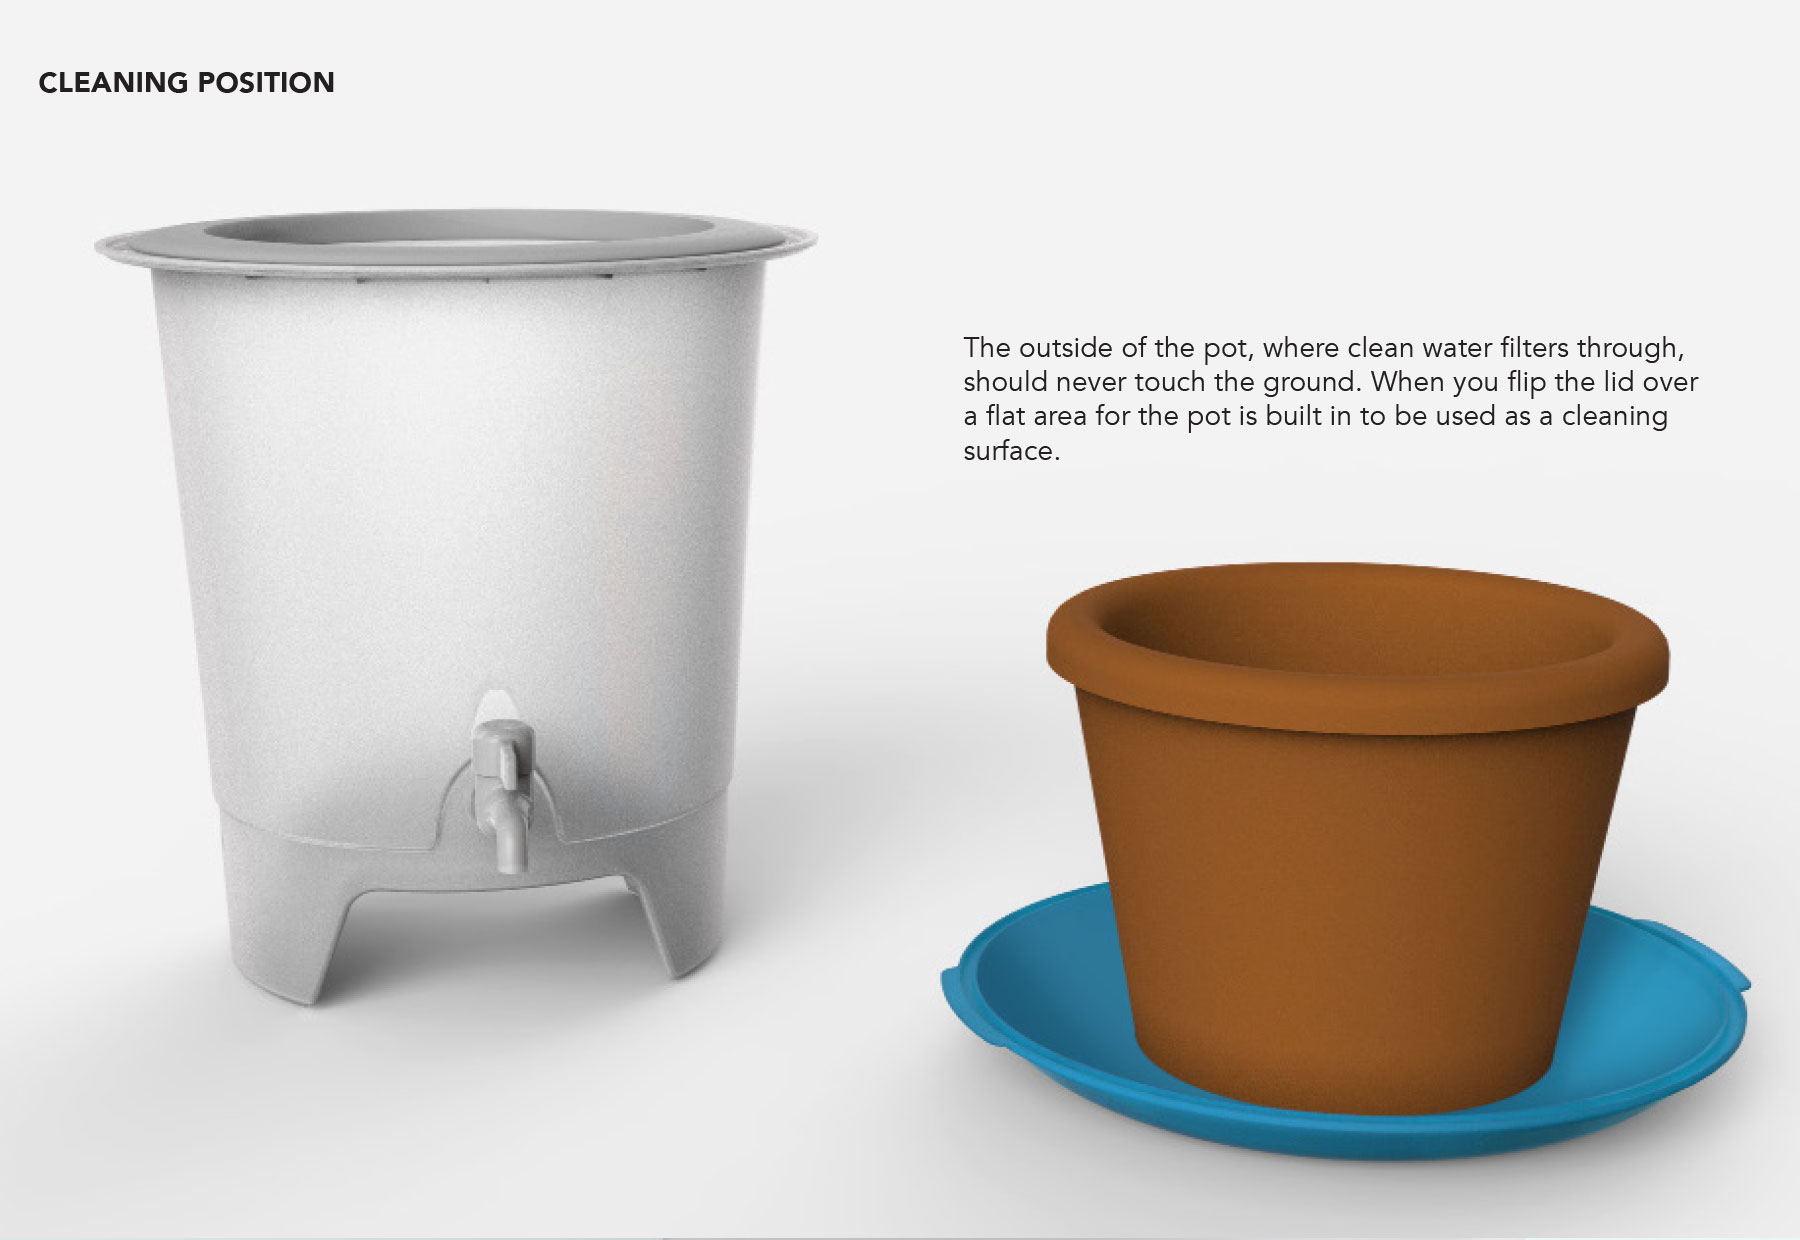 CLEANING POSITION
The outside of the pot, where clean water filters through,
should never touch the ground. When you flip the lid over
a flat area for the pot is built in to be used as a cleaning
surface.